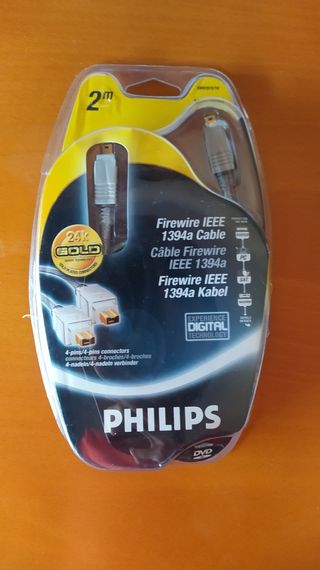 2m
24k
GOLD
Firewire IEEE
1394a Cable
Câble Firewire
IEEE 1394a
Firewire IEEE
1394a Kabel
PC
EXPERIENCE
DIGITAL
TECHNOLOGY
4-pins/4-pins connectors
connecteurs 4-broches/4-broches
4-nadeln/4-nadeln verbinder
PHILIPS
DVD